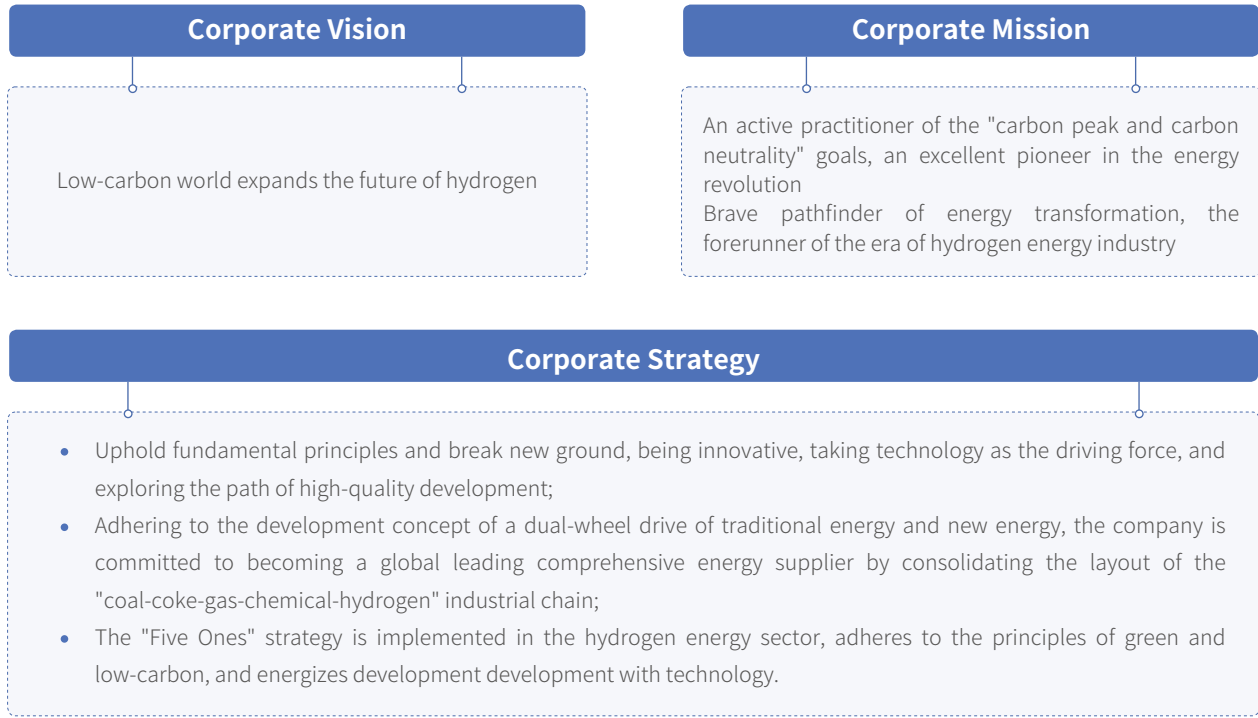 Corporate Vision
Low-carbon world expands the future of hydrogen
Corporate Mission
An active practitioner of the "carbon peak and carbon
neutrality" goals, an excellent pioneer in the energy
revolution
Brave pathfinder of energy transformation, the
forerunner of the era of hydrogen energy industry
Corporate Strategy
• Uphold fundamental principles and break new ground, being innovative, taking technology as the driving force, and
exploring the path of high-quality development;
• Adhering to the development concept of a dual-wheel drive of traditional energy and new energy, the company is
committed to becoming a global leading comprehensive energy supplier by consolidating the layout of the
"coal-coke-gas-chemical-hydrogen" industrial chain;
• The "Five Ones" strategy is implemented in the hydrogen energy sector, adheres to the principles of green and
low-carbon, and energizes development development with technology.